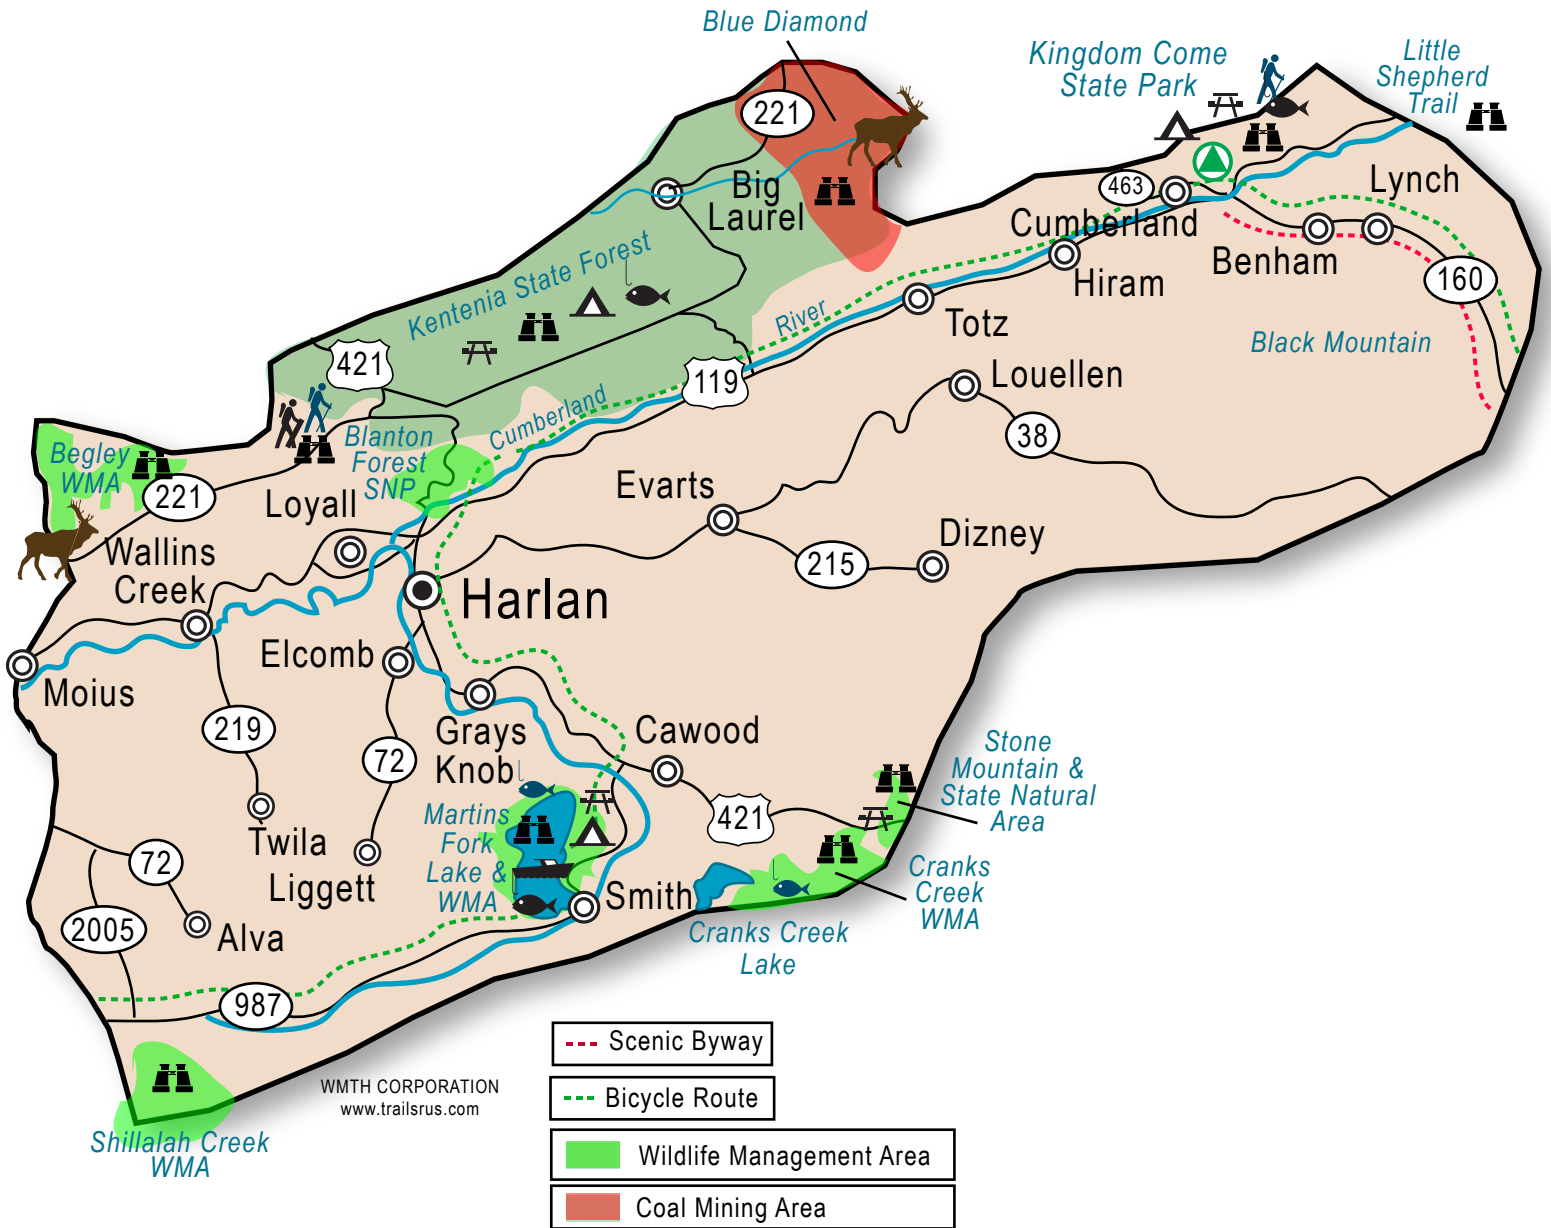 Blue Diamond
Kingdom Come
State Park
Little
Shepherd
Trail
221
Big
Laurel
463
Lynch
Cumberland
Benham
Hiram
160
Kentenia State Forest
River
Totz
Black Mountain
421
119
Louellen
Cumberland
38
Blanton
Forest
SNP
Begley
WMA
221
Loyall
Evarts
Wallins
Creek
215
Dizney
Harlan
Elcomb
Moius
219
72
Grays
Knob
Cawood
Stone
Mountain &
State Natural
Area
Martins
Fork
Lake &
WMA
421
Twila
72
Liggett
Smith
Cranks
Creek
WMA
2005
Alva
Cranks Creek
Lake
987
Shillalah Creek
WMA
WMTH CORPORATION
www.trailsrus.com
Scenic Byway
Bicycle Route
Wildlife Management Area
Coal Mining Area